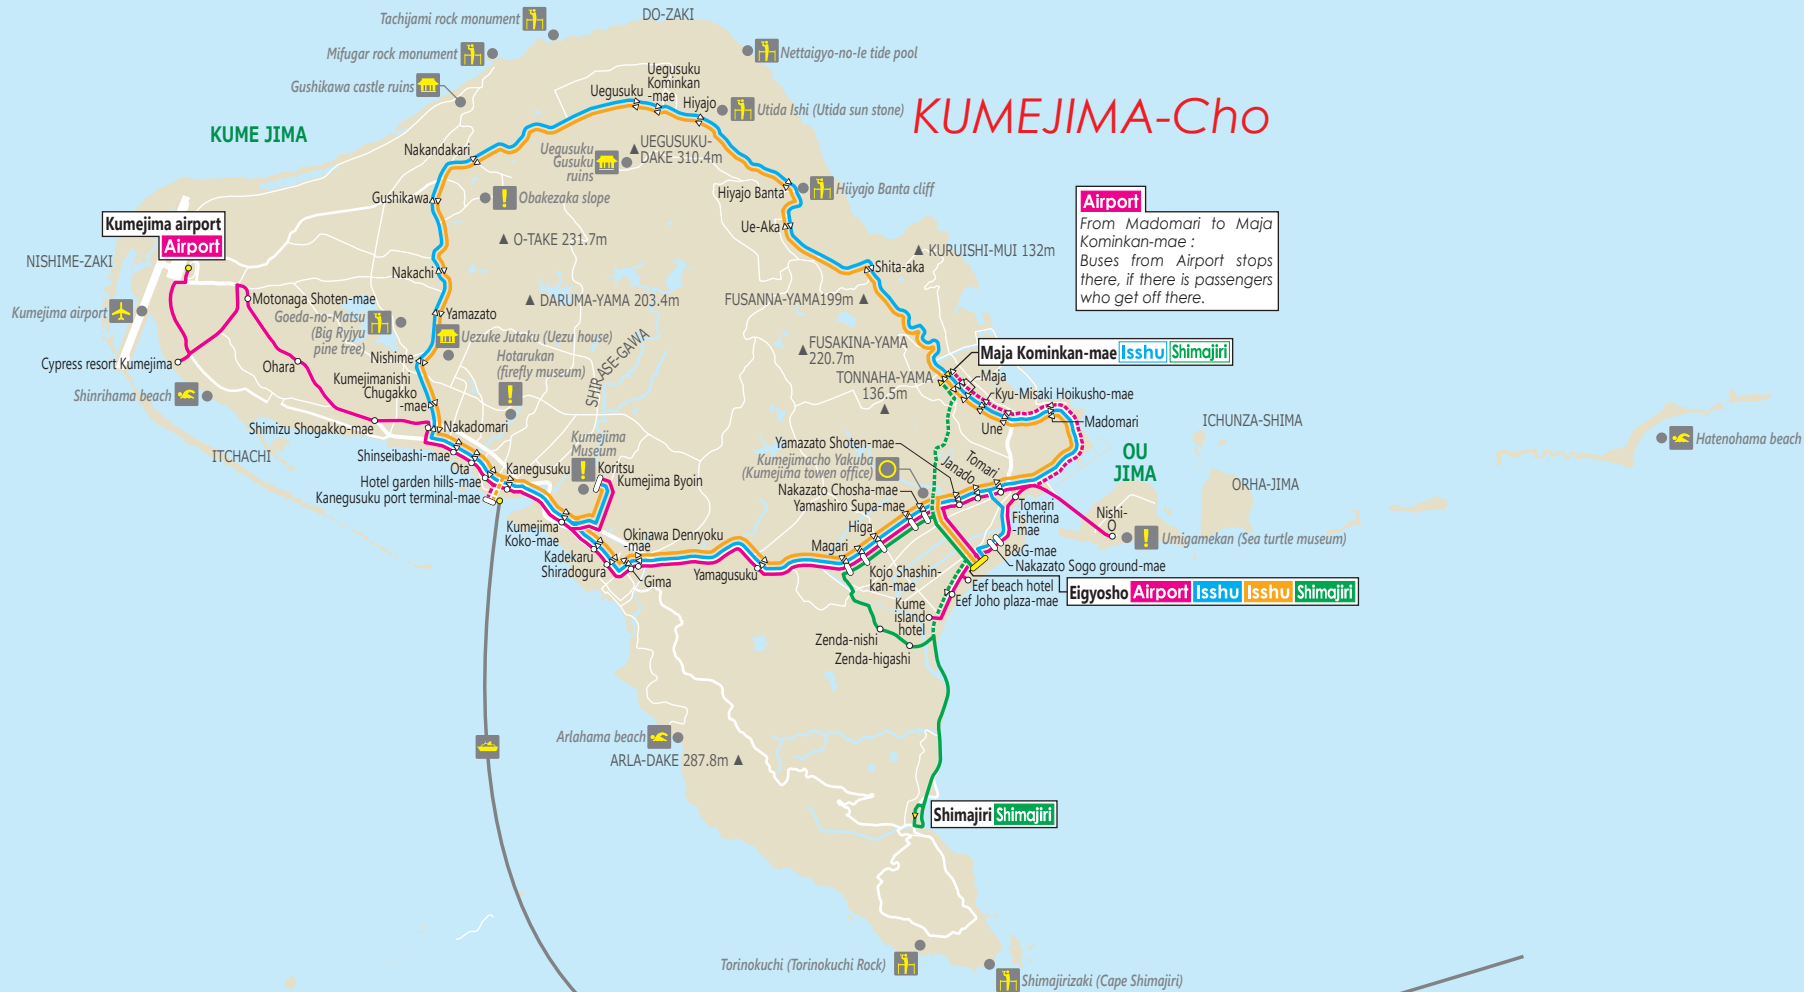 Tachijami rock monument
DO-ZAKI
Mifugar rock monument
Nettaigyo-no-Ie tide pool
Gushikawa castle ruins
Uegusuku
Kominkan
-mae
Uegusuku
Hiyajo
Utida Ishi (Utida sun stone)
KUMEJIMA-Cho
KUME JIMA
Nakandakari
Uegusuku
Gusuku
ruins
UEGUSUKU-
DAKE 310.4m
Gushikawa
Obakezaka slope
Hiyajo Banta
Hiiyajo Banta cliff
Airport
From Madomari to Maja
Kominkan-mae :
Buses from Airport stops
there, if there is passengers
who get off there.
Kumejima airport
Airport
Ue-Aka
O-TAKE 231.7m
KURUISHI-MUI 132m
NISHIME-ZAKI
Nakachi
Shita-aka
Motonaga Shoten-mae
DARUMA-YAMA 203.4m
FUSANNA-YAMA199m
Kumejima airport
Goeda-no-Matsu
(Big Ryjyu
pine tree)
Yamazato
Uezuke Jutaku (Uezu house)
SHIRASE-GAWA
FUSAKINA-YAMA
220.7m
Cypress resort Kumejima
Ohara
Nishime
Hotarukan
(firefly museum)
Maja Kominkan-mae Isshu Shimajiri
TONNAHA-YAMA
136.5m
Maja
Kumejimanishi
Chugakko
-mae
Shinrihama beach
Kyu-Misaki Hoikusho-mae
Shimizu Shogakko-mae
Nakadomari
Une
Madomari
ICHUNZA-SHIMA
Hatenohama beach
ITCHACHI
Shinseibashi-mae
Kumejima
Museum
Yamazato Shoten-mae
Kumejimacho Yakuba
(Kumejima towen office)
Janado
Tomari
OU
JIMA
ORHA-JIMA
Ota
Kanegusuku
Koritsu
Kumejima Byoin
Hotel garden hills-mae
Kanegusuku port terminal-mae
Nakazato Chosha-mae
Yamashiro Supa-mae
Tomari
Fisherina
-mae
Nishi-
O
Umigamekan (Sea turtle museum)
Kumejima
Koko-mae
Okinawa Denryoku
-mae
Higa
Magari
B&G-mae
Nakazato Sogo ground-mae
Kadekaru
Shiradogura
Gima
Yamagusuku
Kojo Shashin-
kan-mae
Eef beach hotel
Eef Joho plaza-mae
Eigyosho Airport Isshu Isshu Shimajiri
Kume
island
hotel
Zenda-nishi
Zenda-higashi
Arlahama beach
ARLA-DAKE 287.8m
Shimajiri Shimajiri
Torinokuchi (Torinokuchi Rock)
Shimajirizaki (Cape Shimajiri)